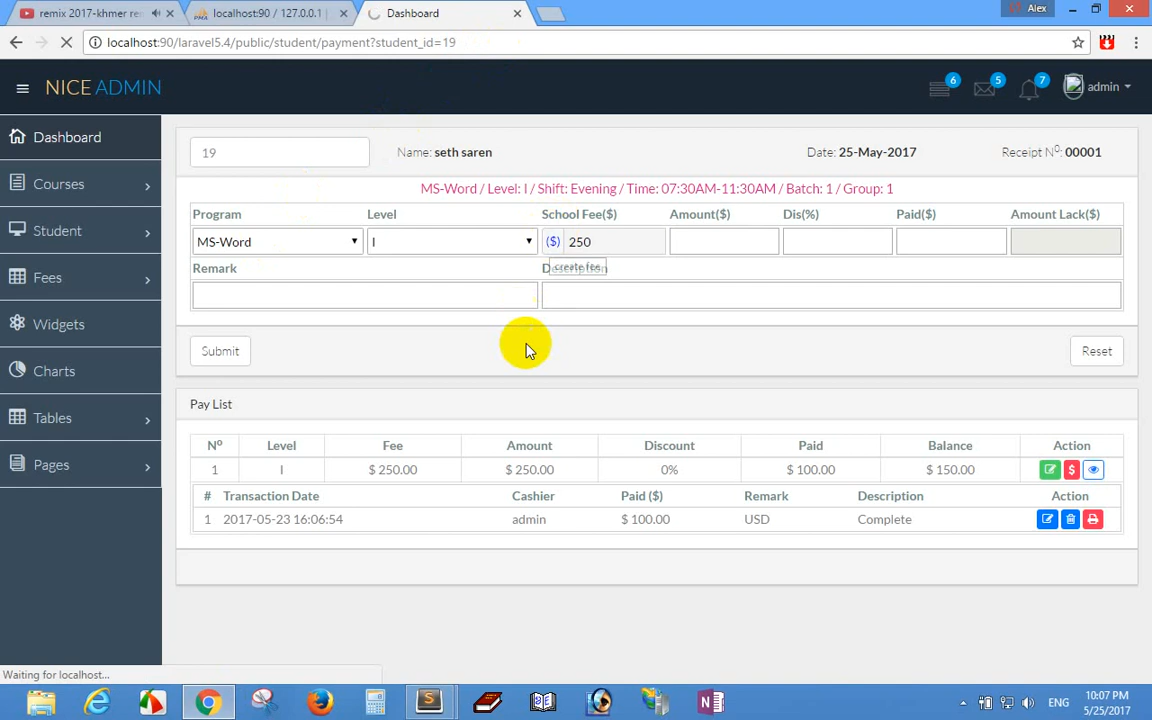 remix 2017-khmer remix
localhost:90 / 127.0.0.1 |
Dashboard
Alex
localhost:90/laravel5.4/public/student/payment?student_id=19
NICE ADMIN
6
5
7
admin
Dashboard
Courses
Student
Fees
Widgets
Charts
Tables
Pages
19
Name: seth saren
Date: 25-May-2017
Receipt Nº: 00001
MS-Word / Level: I / Shift: Evening / Time: 07:30AM-11:30AM / Batch: 1 / Group: 1
Program Level School Fee($) Amount($) Dis(%) Paid($) Amount Lack($)
MS-Word I ($) 250
Remark Description
create fee
Submit Reset
Pay List
Nº Level Fee Amount Discount Paid Balance Action
1 I $ 250.00 $ 250.00 0% $ 100.00 $ 150.00 $
# Transaction Date Cashier Paid ($) Remark Description Action
1 2017-05-23 16:06:54 admin $ 100.00 USD Complete
Waiting for localhost...
ENG
10:07 PM
5/25/2017